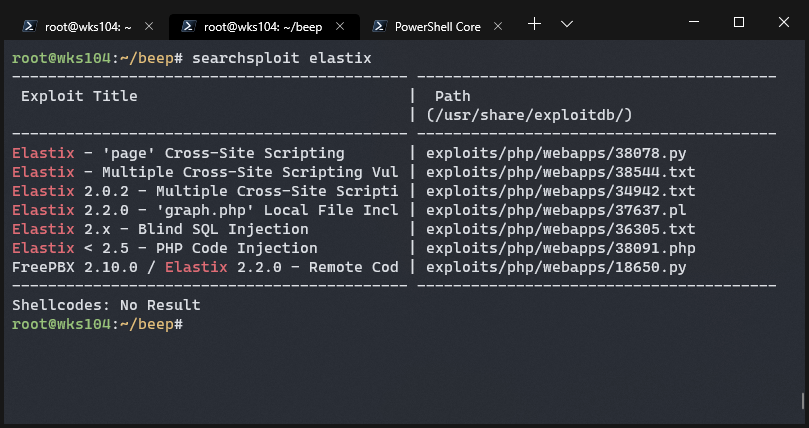 root@wks104: ~ root@wks104: ~/beep PowerShell Core
root@wks104:~/beep# searchsploit elastix
------------------------------------------- ---------------------------------------
 Exploit Title                             |  Path
                                           | (/usr/share/exploitdb/)
------------------------------------------- ---------------------------------------
Elastix - 'page' Cross-Site Scripting      | exploits/php/webapps/38078.py
Elastix - Multiple Cross-Site Scripting Vul | exploits/php/webapps/38544.txt
Elastix 2.0.2 - Multiple Cross-Site Scripti | exploits/php/webapps/34942.txt
Elastix 2.2.0 - 'graph.php' Local File Incl | exploits/php/webapps/37637.pl
Elastix 2.x - Blind SQL Injection          | exploits/php/webapps/36305.txt
Elastix < 2.5 - PHP Code Injection         | exploits/php/webapps/38091.php
FreePBX 2.10.0 / Elastix 2.2.0 - Remote Cod | exploits/php/webapps/18650.py
------------------------------------------- ---------------------------------------
Shellcodes: No Result
root@wks104:~/beep#